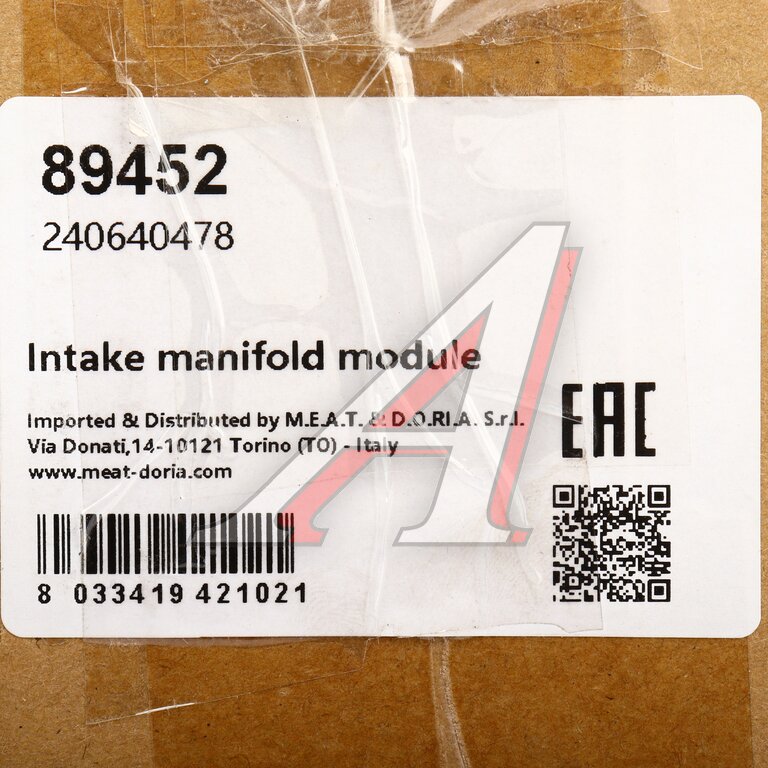 89452
240640478
Intake manifold module
Imported & Distributed by M.E.A.T. & D.O.RI.A. S.r.l.
Via Donati,14-10121 Torino (TO) - Italy
www.meat-doria.com
EAC
8 033419 421021